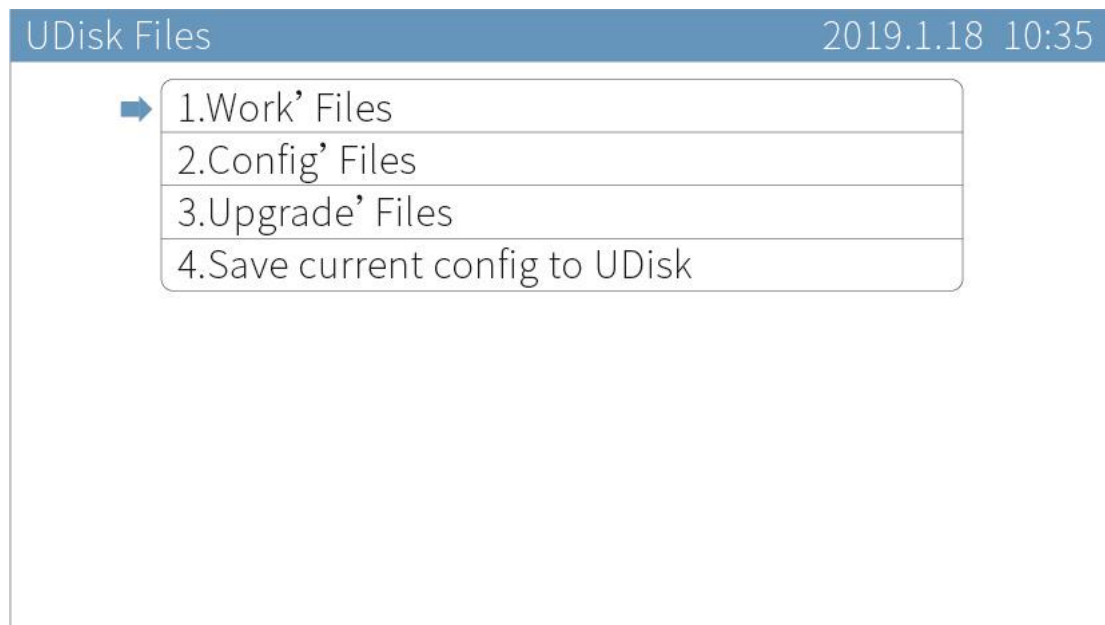 UDisk Files 2019.1.18 10:35
1.Work’ Files
2.Config’ Files
3.Upgrade’ Files
4.Save current config to UDisk